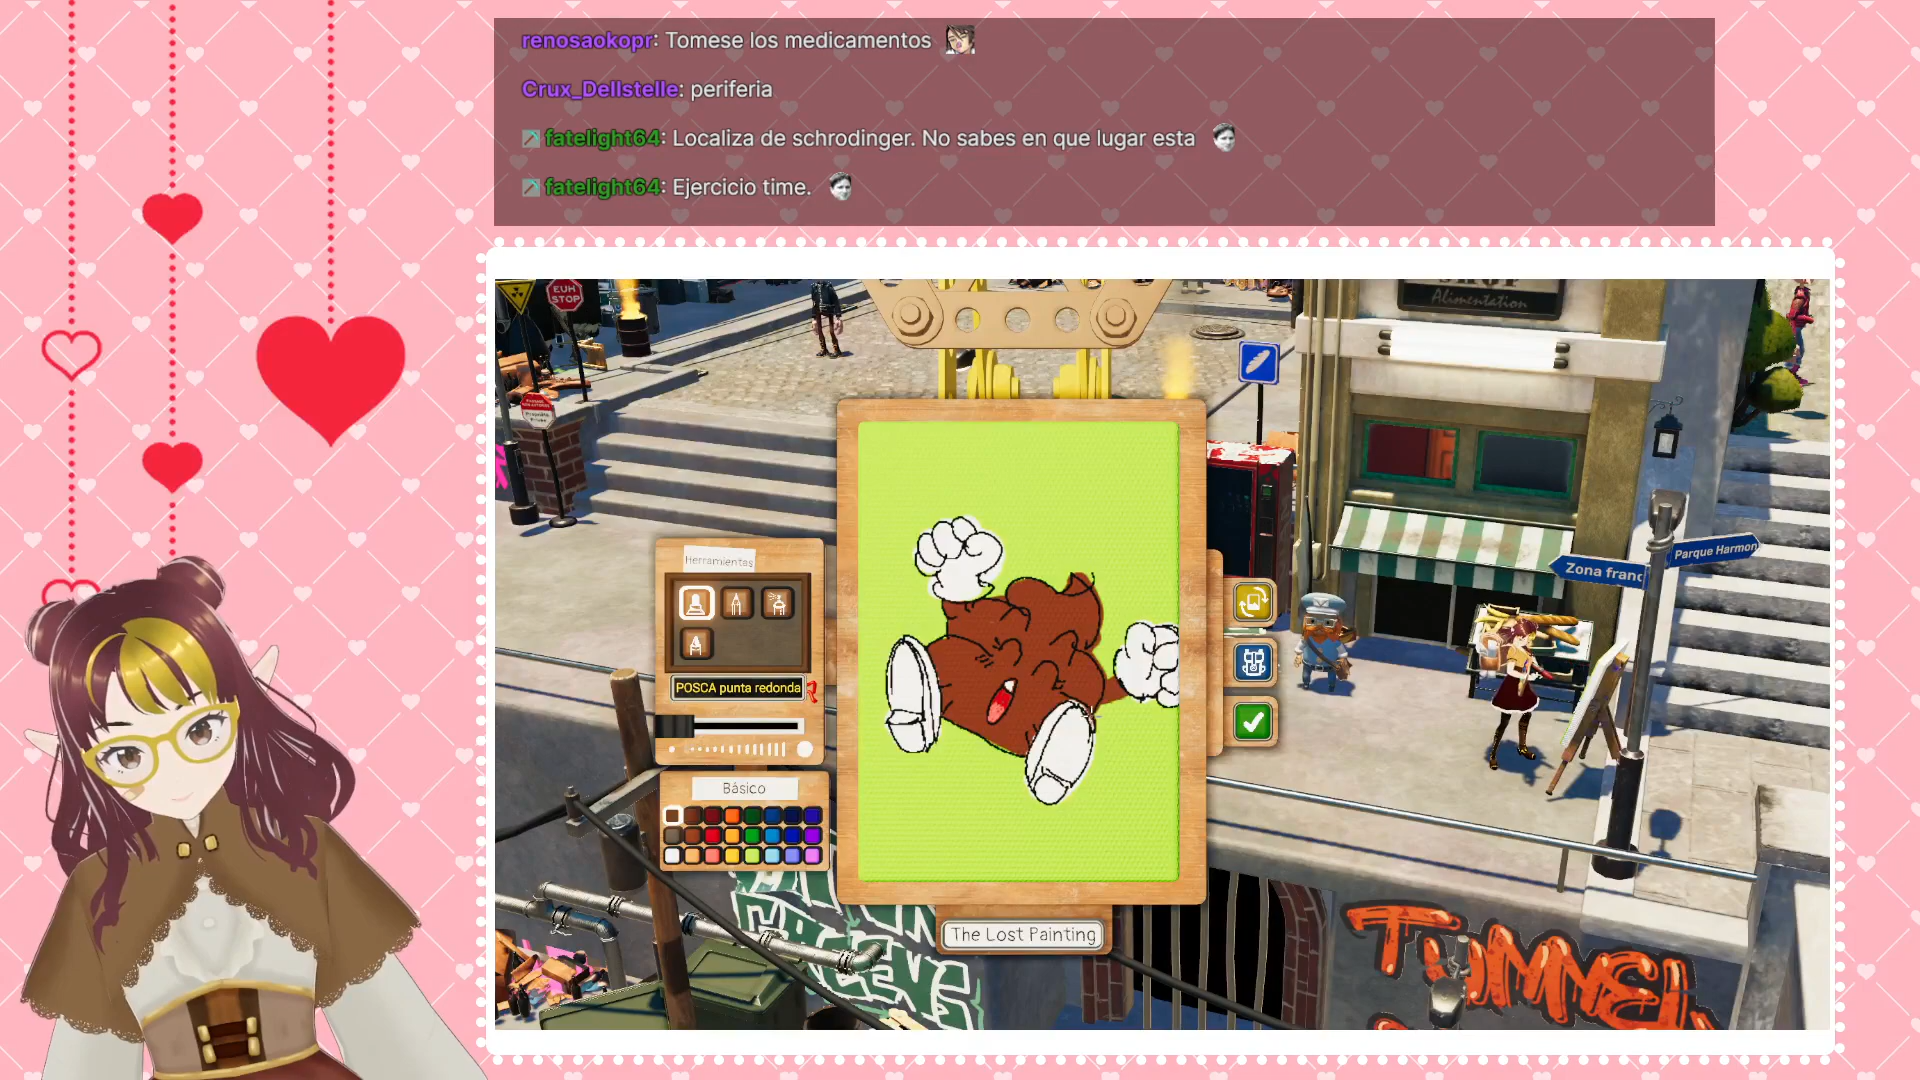 renosaokopr: Tomese los medicamentos
Crux_Dellstelle: periferia
fatelight64: Localiza de schrodinger. No sabes en que lugar esta
fatelight64: Ejercicio time.
EUH
STOP
Alimentation
Herramientas
POSCA punta redonda
Básico
Parque Harmon
Zona franc
The Lost Painting
TUNNEL